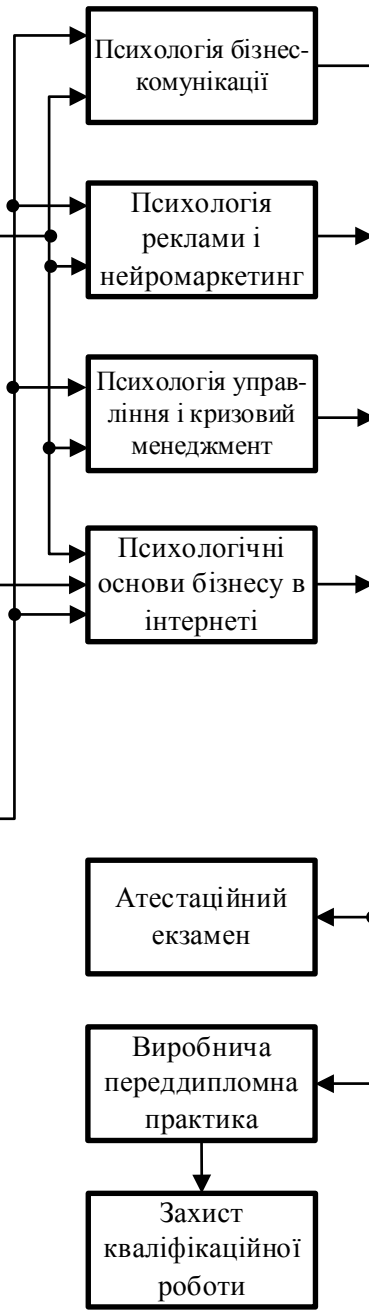 Психологія бізнес-
комунікації
Психологія
реклами і
нейромаркетинг
Психологія управ-
ління і кризовий
менеджмент
Психологічні
основи бізнесу в
інтернеті
Атестаційний
екзамен
Виробнича
переддипломна
практика
Захист
кваліфікаційної
роботи